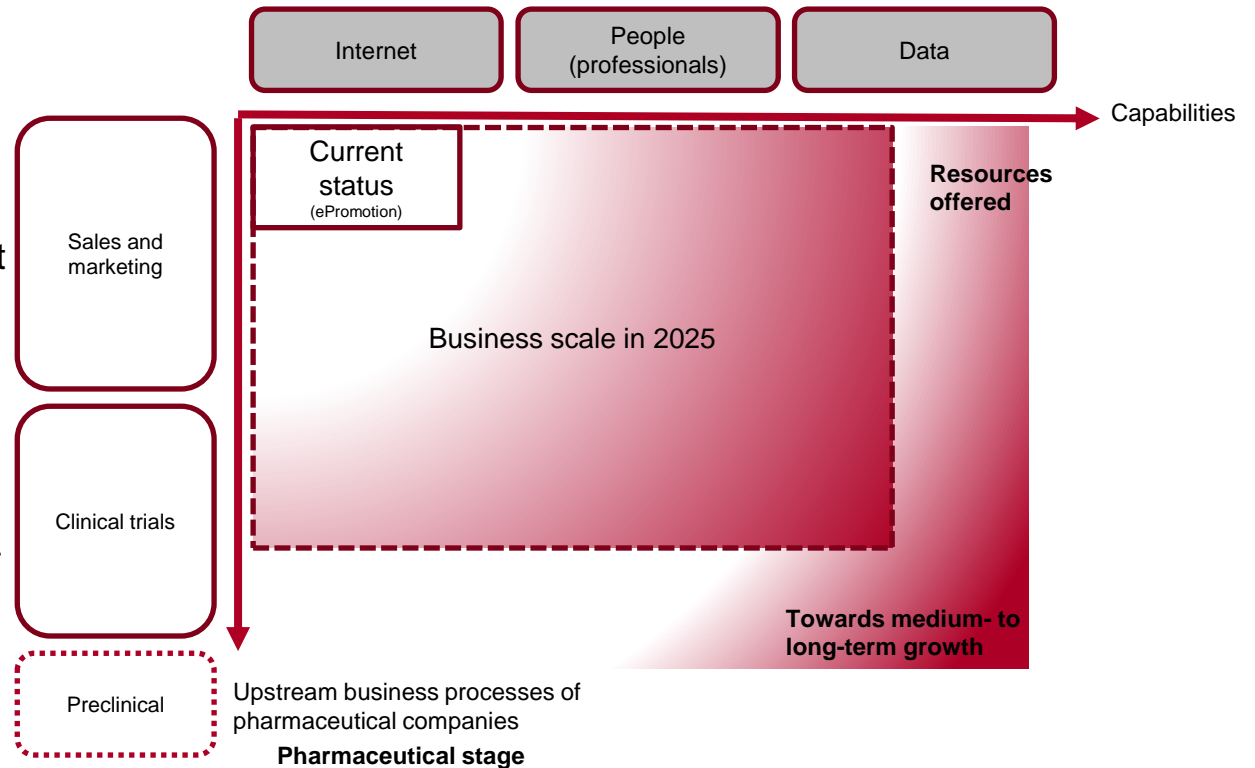 Internet
People
(professionals)
Data
Capabilities
Current
status
(ePromotion)
Resources
offered
Sales and
marketing
t
Business scale in 2025
Clinical trials
.
Towards medium- to
long-term growth
Preclinical
Upstream business processes of
pharmaceutical companies
Pharmaceutical stage